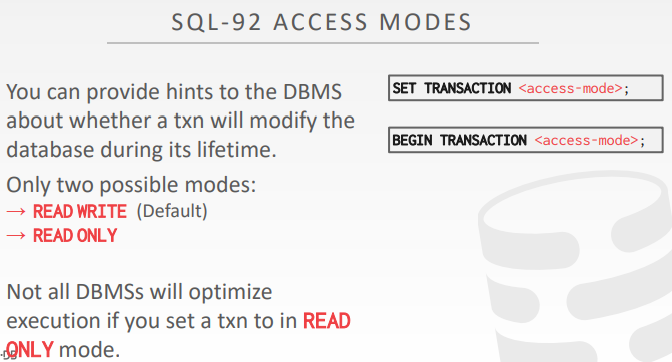 SQL-92 ACCESS MODES
You can provide hints to the DBMS
about whether a txn will modify the
database during its lifetime.
Only two possible modes:
→ READ WRITE (Default)
→ READ ONLY
Not all DBMSs will optimize
execution if you set a txn to in READ
ONLY mode.
SET TRANSACTION <access-mode>;
BEGIN TRANSACTION <access-mode>;